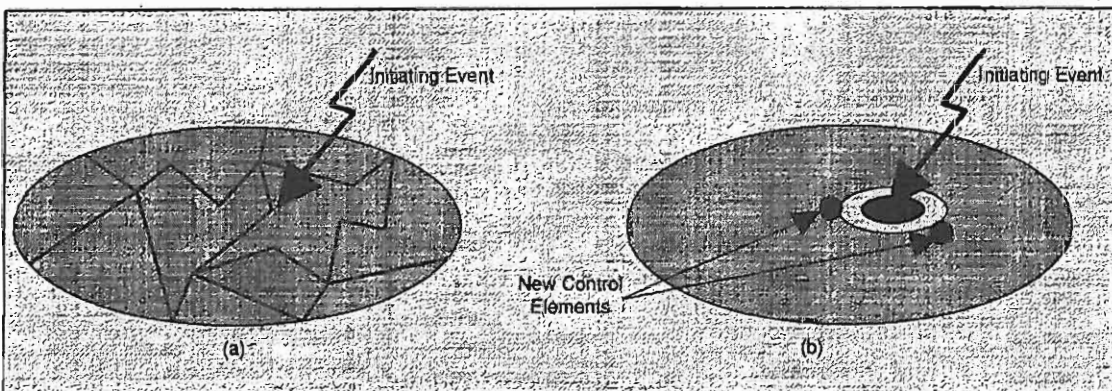 Initiating Event
Initiating Event
New Control
Elements
(a)
(b)